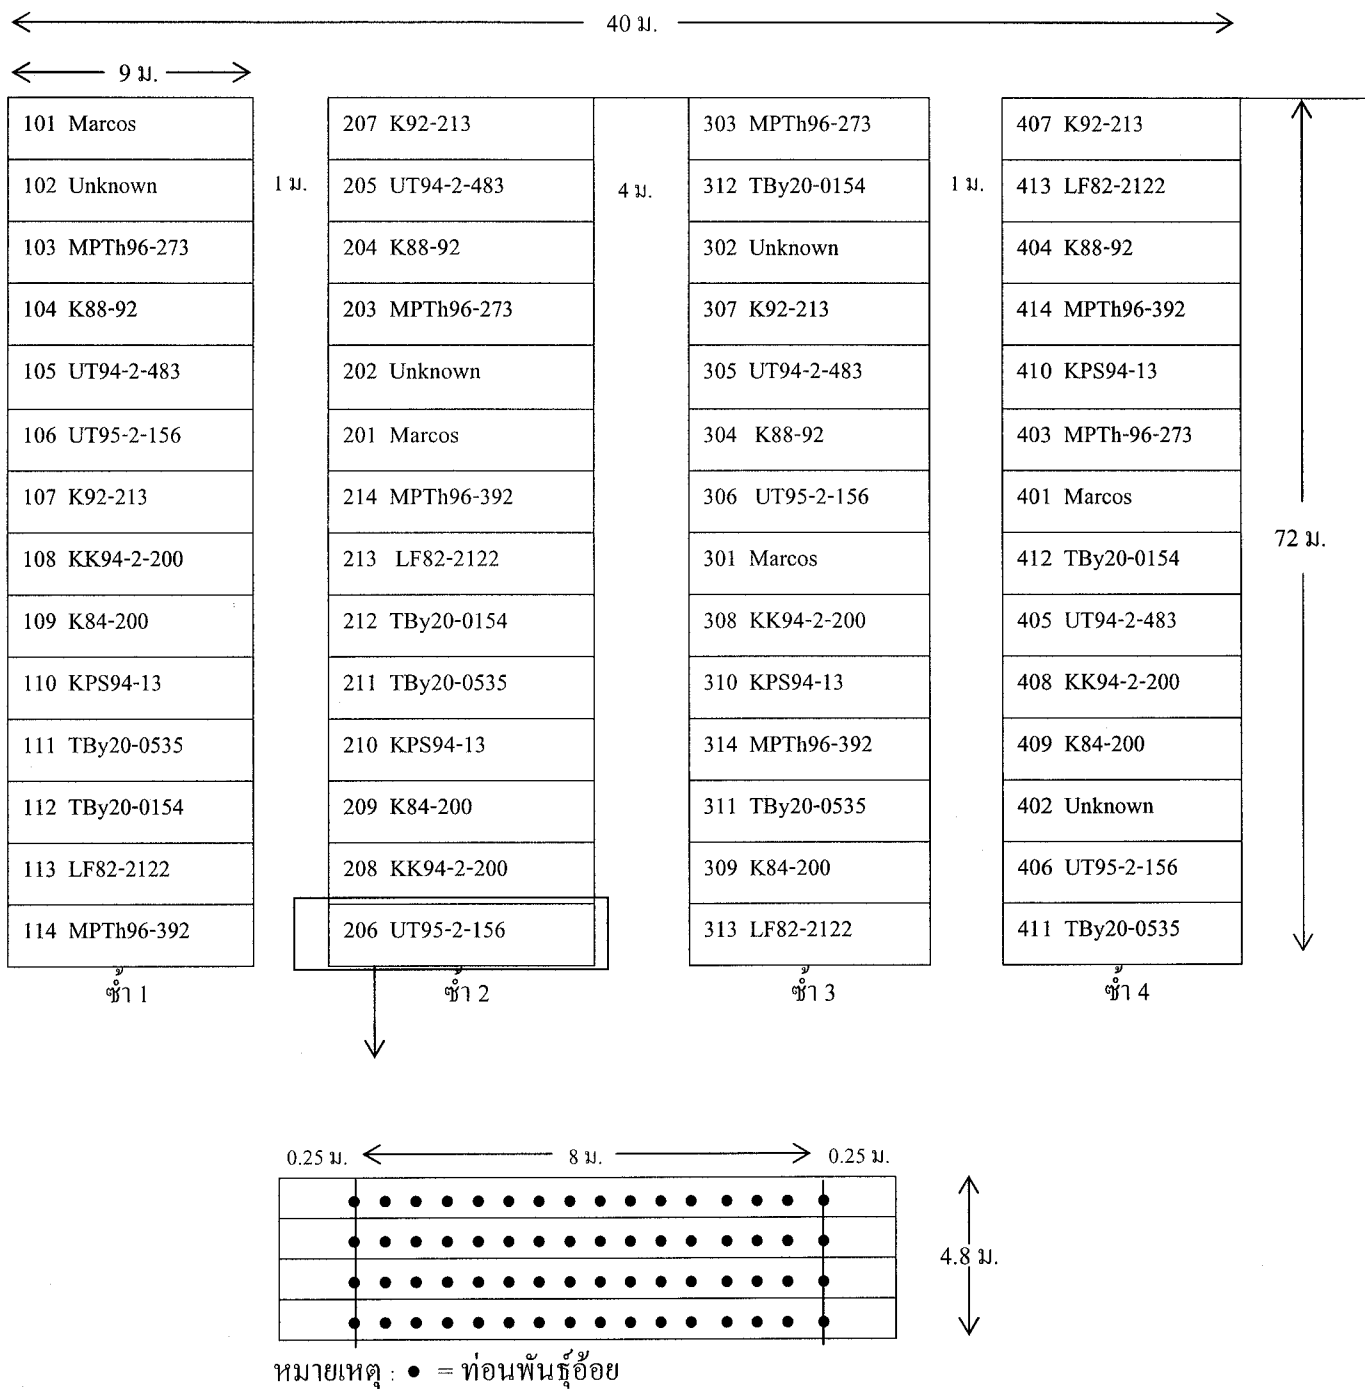 40 ม.
9 ม.
101 Marcos 207 K92-213 303 MPTh96-273 407 K92-213
102 Unknown 1 ม. 205 UT94-2-483 4 ม. 312 TBy20-0154 1 ม. 413 LF82-2122
103 MPTh96-273 204 K88-92 302 Unknown 404 K88-92
104 K88-92 203 MPTh96-273 307 K92-213 414 MPTh96-392
105 UT94-2-483 202 Unknown 305 UT94-2-483 410 KPS94-13
106 UT95-2-156 201 Marcos 304 K88-92 403 MPTh-96-273
107 K92-213 214 MPTh96-392 306 UT95-2-156 401 Marcos
72 ม.
108 KK94-2-200 213 LF82-2122 301 Marcos 412 TBy20-0154
109 K84-200 212 TBy20-0154 308 KK94-2-200 405 UT94-2-483
110 KPS94-13 211 TBy20-0535 310 KPS94-13 408 KK94-2-200
111 TBy20-0535 210 KPS94-13 314 MPTh96-392 409 K84-200
112 TBy20-0154 209 K84-200 311 TBy20-0535 402 Unknown
113 LF82-2122 208 KK94-2-200 309 K84-200 406 UT95-2-156
114 MPTh96-392 206 UT95-2-156 313 LF82-2122 411 TBy20-0535
ซ้ำ 1 ซ้ำ 2 ซ้ำ 3 ซ้ำ 4
0.25 ม. 8 ม. 0.25 ม.
4.8 ม.
หมายเหตุ : ● = ท่อนพันธุ์อ้อย